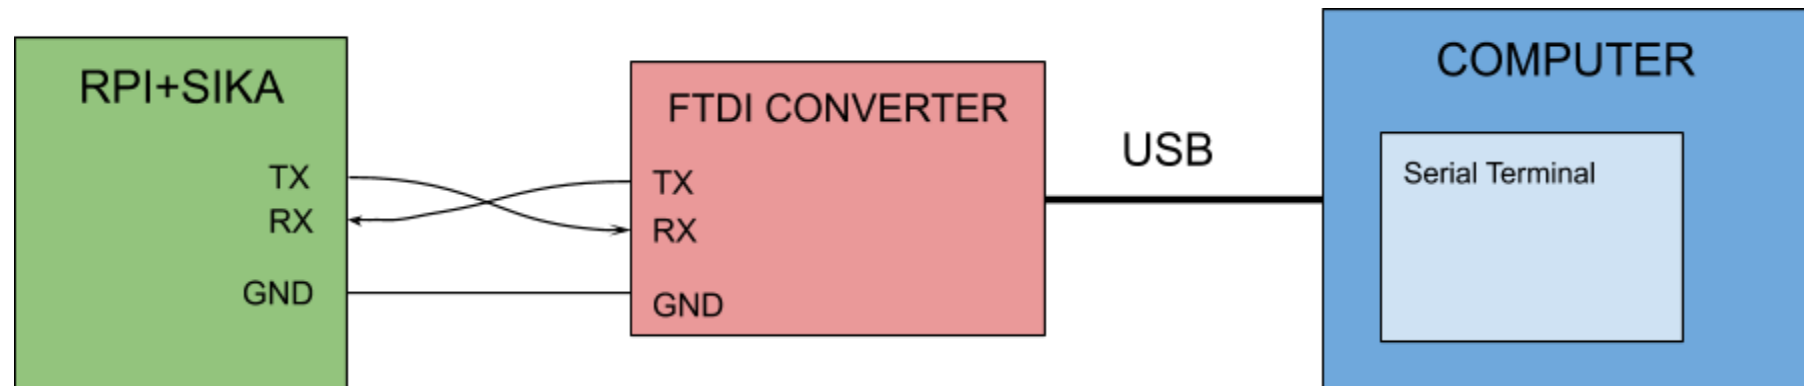 RPI+SIKA
TX
RX
GND
FTDI CONVERTER
TX
RX
GND
USB
COMPUTER
Serial Terminal